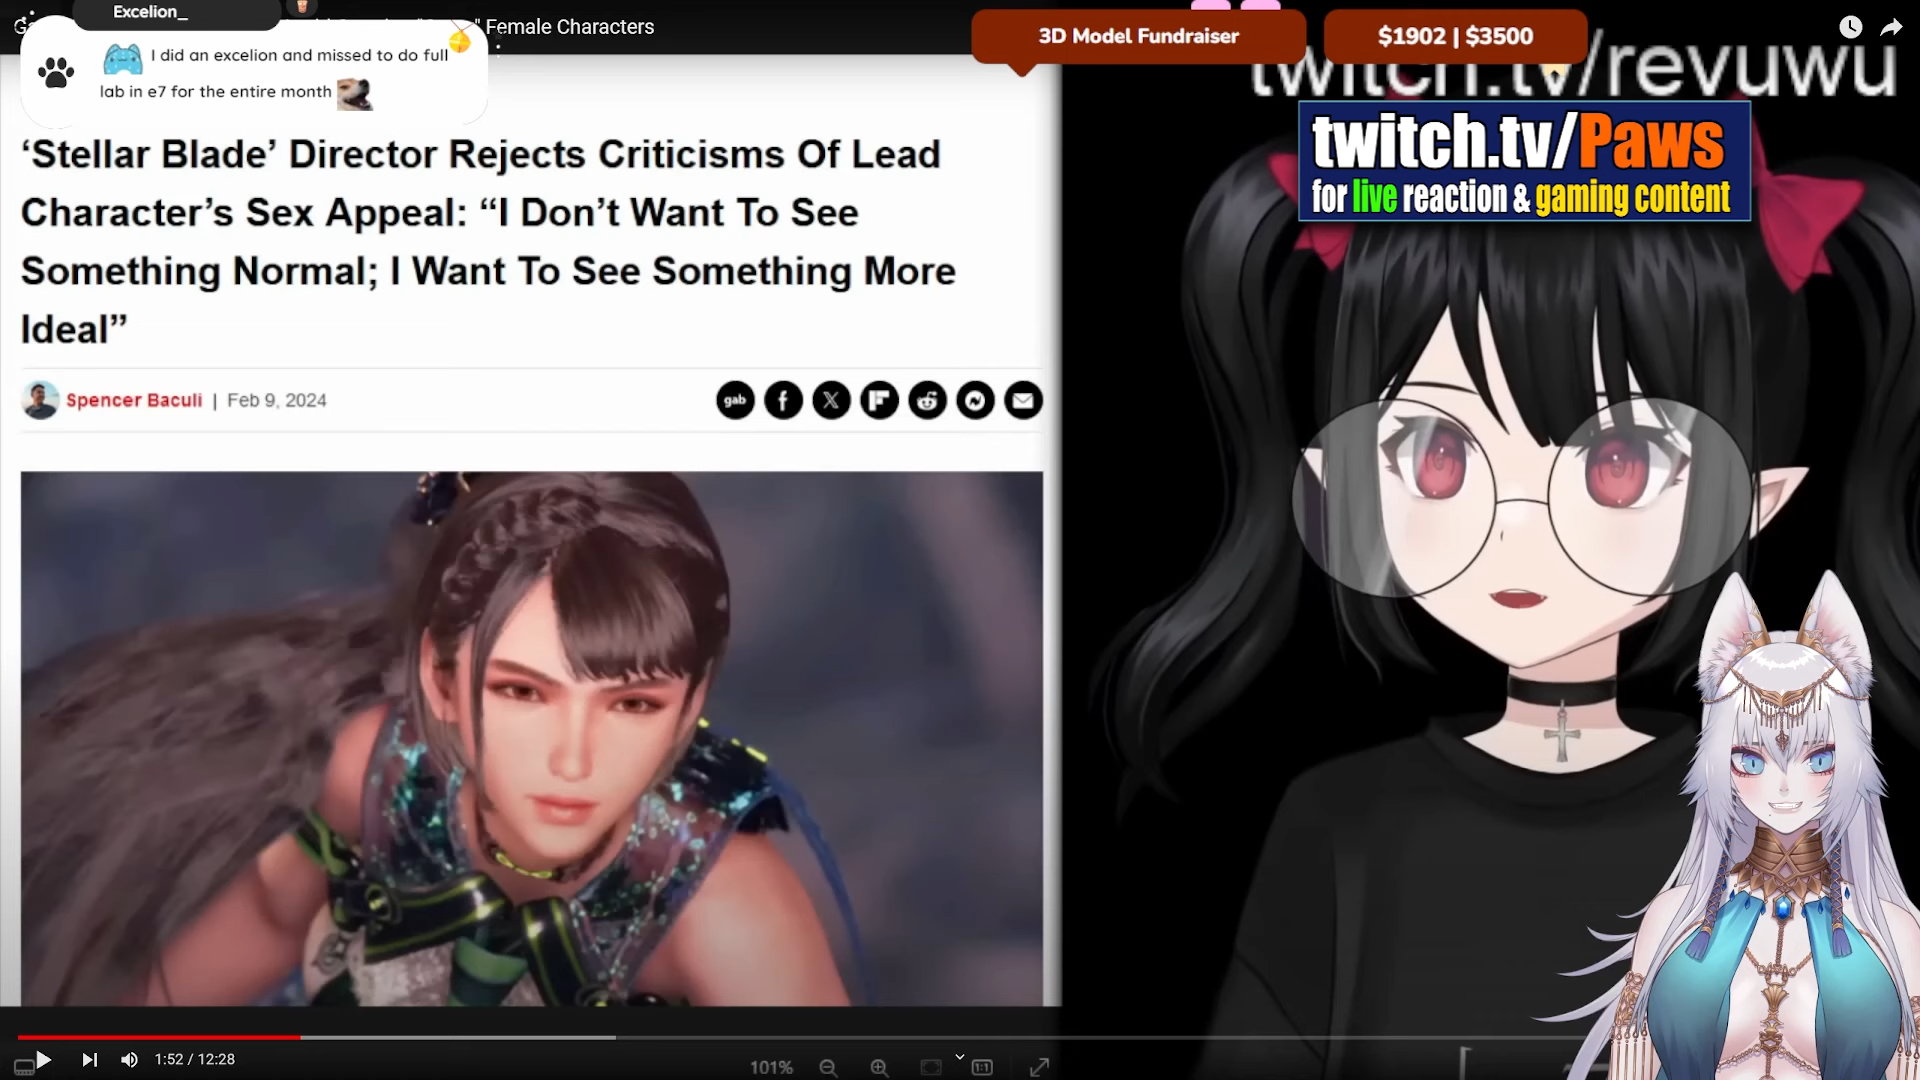 Excelion_
Female Characters
I did an excelion and missed to do full
lab in e7 for the entire month
3D Model Fundraiser
$1902 | $3500
twitch.tv/revuwu
twitch.tv/Paws
for live reaction & gaming content
‘Stellar Blade’ Director Rejects Criticisms Of Lead
Character’s Sex Appeal: “I Don’t Want To See
Something Normal; I Want To See Something More
Ideal”
Spencer Baculi | Feb 9, 2024
gab
1:52 / 12:28
101%
1:1